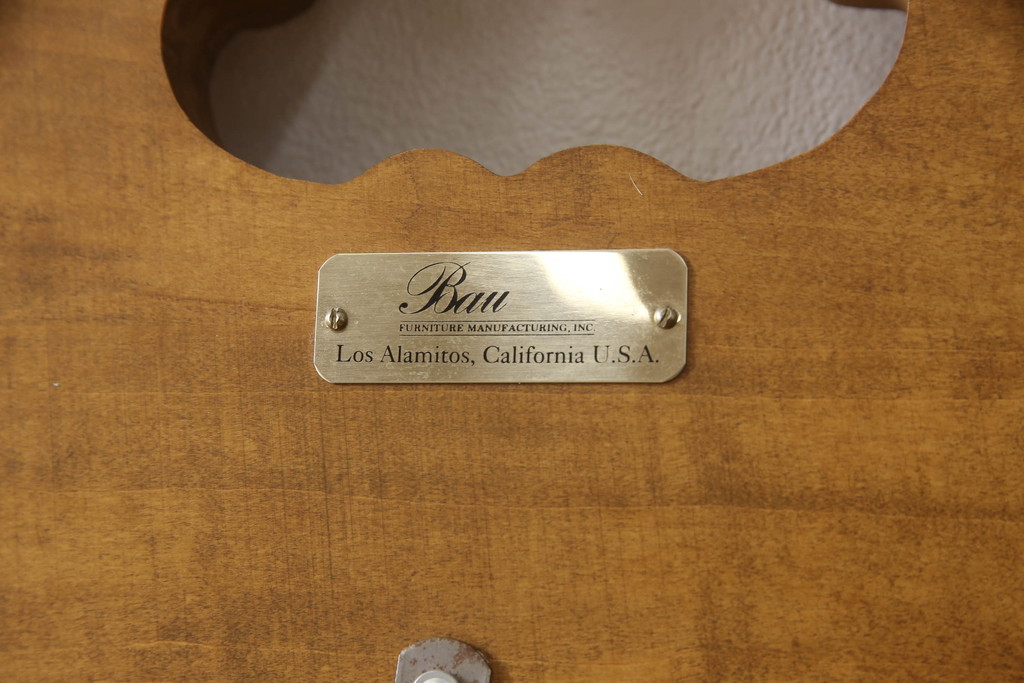 Bau
FURNITURE MANUFACTURING, INC
Los Alamitos, California U.S.A.